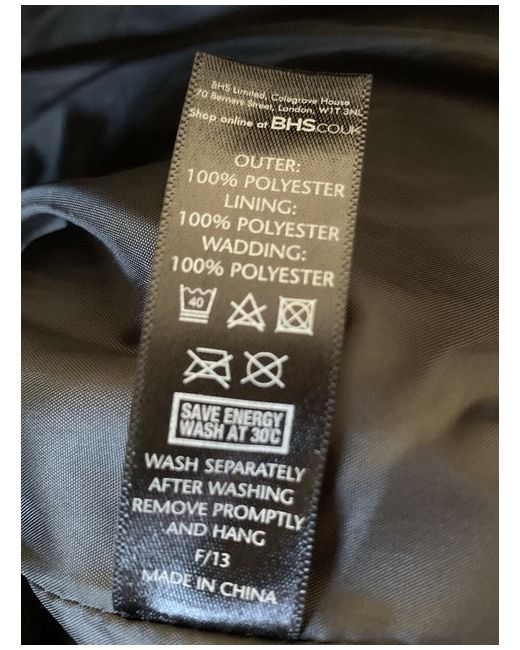 BHS Limited, Colegrove House
70 Berners Street, London, W1T 3NL
Shop online at BHS.CO.UK
OUTER:
100% POLYESTER
LINING:
100% POLYESTER
WADDING:
100% POLYESTER
40
SAVE ENERGY
WASH AT 30°C
WASH SEPARATELY
AFTER WASHING
REMOVE PROMPTLY
AND HANG
F/13
MADE IN CHINA